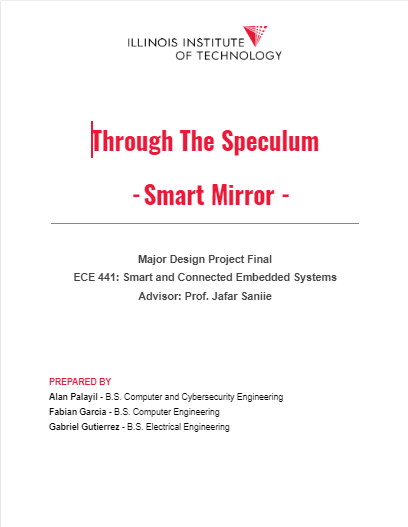 ILLINOIS INSTITUTE
OF TECHNOLOGY
Through The Speculum
- Smart Mirror -
Major Design Project Final
ECE 441: Smart and Connected Embedded Systems
Advisor: Prof. Jafar Saniie
PREPARED BY
Alan Palayil - B.S. Computer and Cybersecurity Engineering
Fabian Garcia - B.S. Computer Engineering
Gabriel Gutierrez - B.S. Electrical Engineering